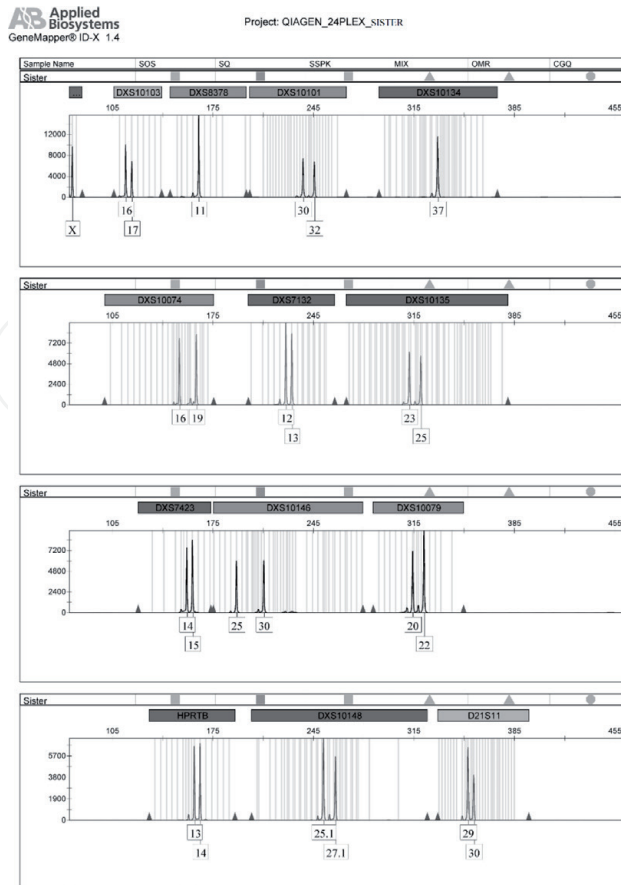 Applied Biosystems
GeneMapper® ID-X 1.4
Project: QIAGEN_24PLEX_SISTER
Sample Name SOS SQ SSPK MIX OMR CGQ
Sister
... DXS10103 DXS8378 DXS10101 DXS10134
105 175 245 315 385 455
12000
8000
4000
0
16 11 30 37
X 17 32
Sister
DXS10074 DXS7132 DXS10135
105 175 245 315 385 455
7200
4800
2400
0
16 19 12 23
13 25
Sister
DXS7423 DXS10146 DXS10079
105 175 245 315 385 455
7200
4800
2400
0
14 25 30 20
15 22
Sister
HPRTB DXS10148 D21S11
105 175 245 315 385 455
5700
3800
1900
0
13 25.1 29
14 27.1 30